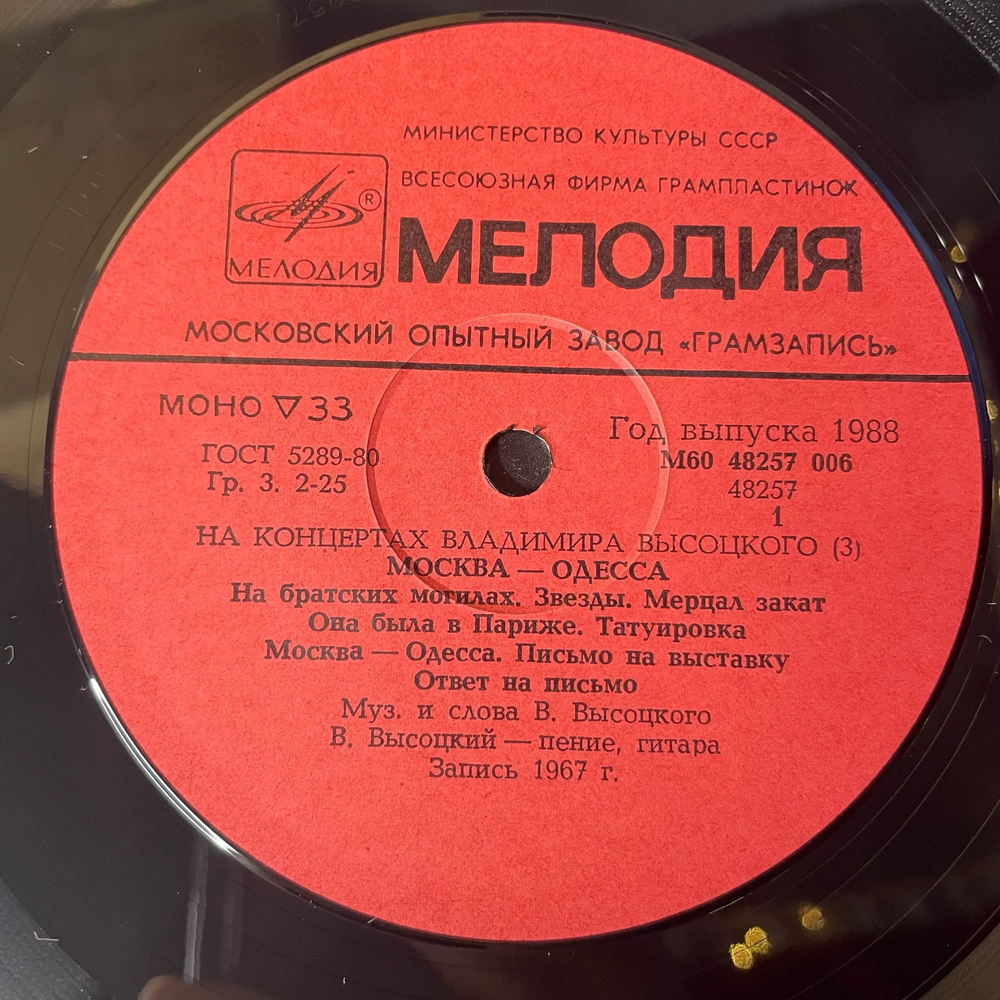 МИНИСТЕРСТВО КУЛЬТУРЫ СССР
ВСЕСОЮЗНАЯ ФИРМА ГРАМПЛАСТИНОК
®
МЕЛОДИЯ
МЕЛОДИЯ
МОСКОВСКИЙ ОПЫТНЫЙ ЗАВОД «ГРАМЗАПИСЬ»
МОНО ▽ 33
Год выпуска 1988
ГОСТ 5289-80
М60 48257 006
Гр. 3. 2-25
48257
1
НА КОНЦЕРТАХ ВЛАДИМИРА ВЫСОЦКОГО (3)
МОСКВА — ОДЕССА
На братских могилах. Звезды. Мерцал закат
Она была в Париже. Татуировка
Москва — Одесса. Письмо на выставку
Ответ на письмо
Муз. и слова В. Высоцкого
В. Высоцкий — пение, гитара
Запись 1967 г.